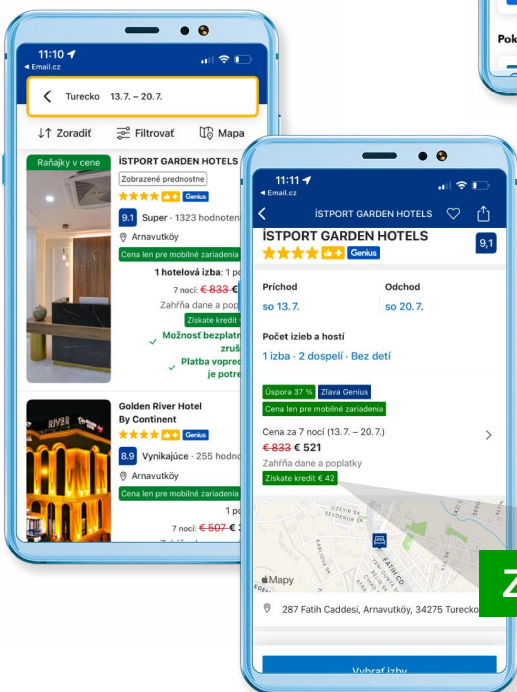 Pok
11:10
Email.cz
Turecko 13.7. – 20.7.
Zoradiť Filtrovať Mapa
Raňajky v cene
İSTPORT GARDEN HOTELS
Zobrazené prednostne
Genius
9.1 Super · 1323 hodnoten
Arnavutköy
Cena len pre mobilné zariadenia
1 hotelová izba: 1 po
7 nocí: € 833 €
Zahŕňa dane a pop
Získate kredit
Možnosť bezplatn
zruš
Platba vopred
je potre
RIVER
Golden River Hotel
By Continent
Genius
8.9 Vynikajúce · 255 hodno
Arnavutköy
Cena len pre mobilné zariadenia
1 po
7 nocí: € 507 €
11:11
Email.cz
İSTPORT GARDEN HOTELS
İSTPORT GARDEN HOTELS
9,1
Genius
Príchod Odchod
so 13.7. so 20.7.
Počet izieb a hostí
1 izba · 2 dospelí · Bez detí
Úspora 37 % Zľava Genius
Cena len pre mobilné zariadenia
Cena za 7 nocí (13.7. – 20.7.)
€ 833 € 521
Zahŕňa dane a poplatky
Získate kredit € 42
FATIH CD.
Mapy
287 Fatih Caddesi, Arnavutköy, 34275 Turecko
Z
Vybrať izby